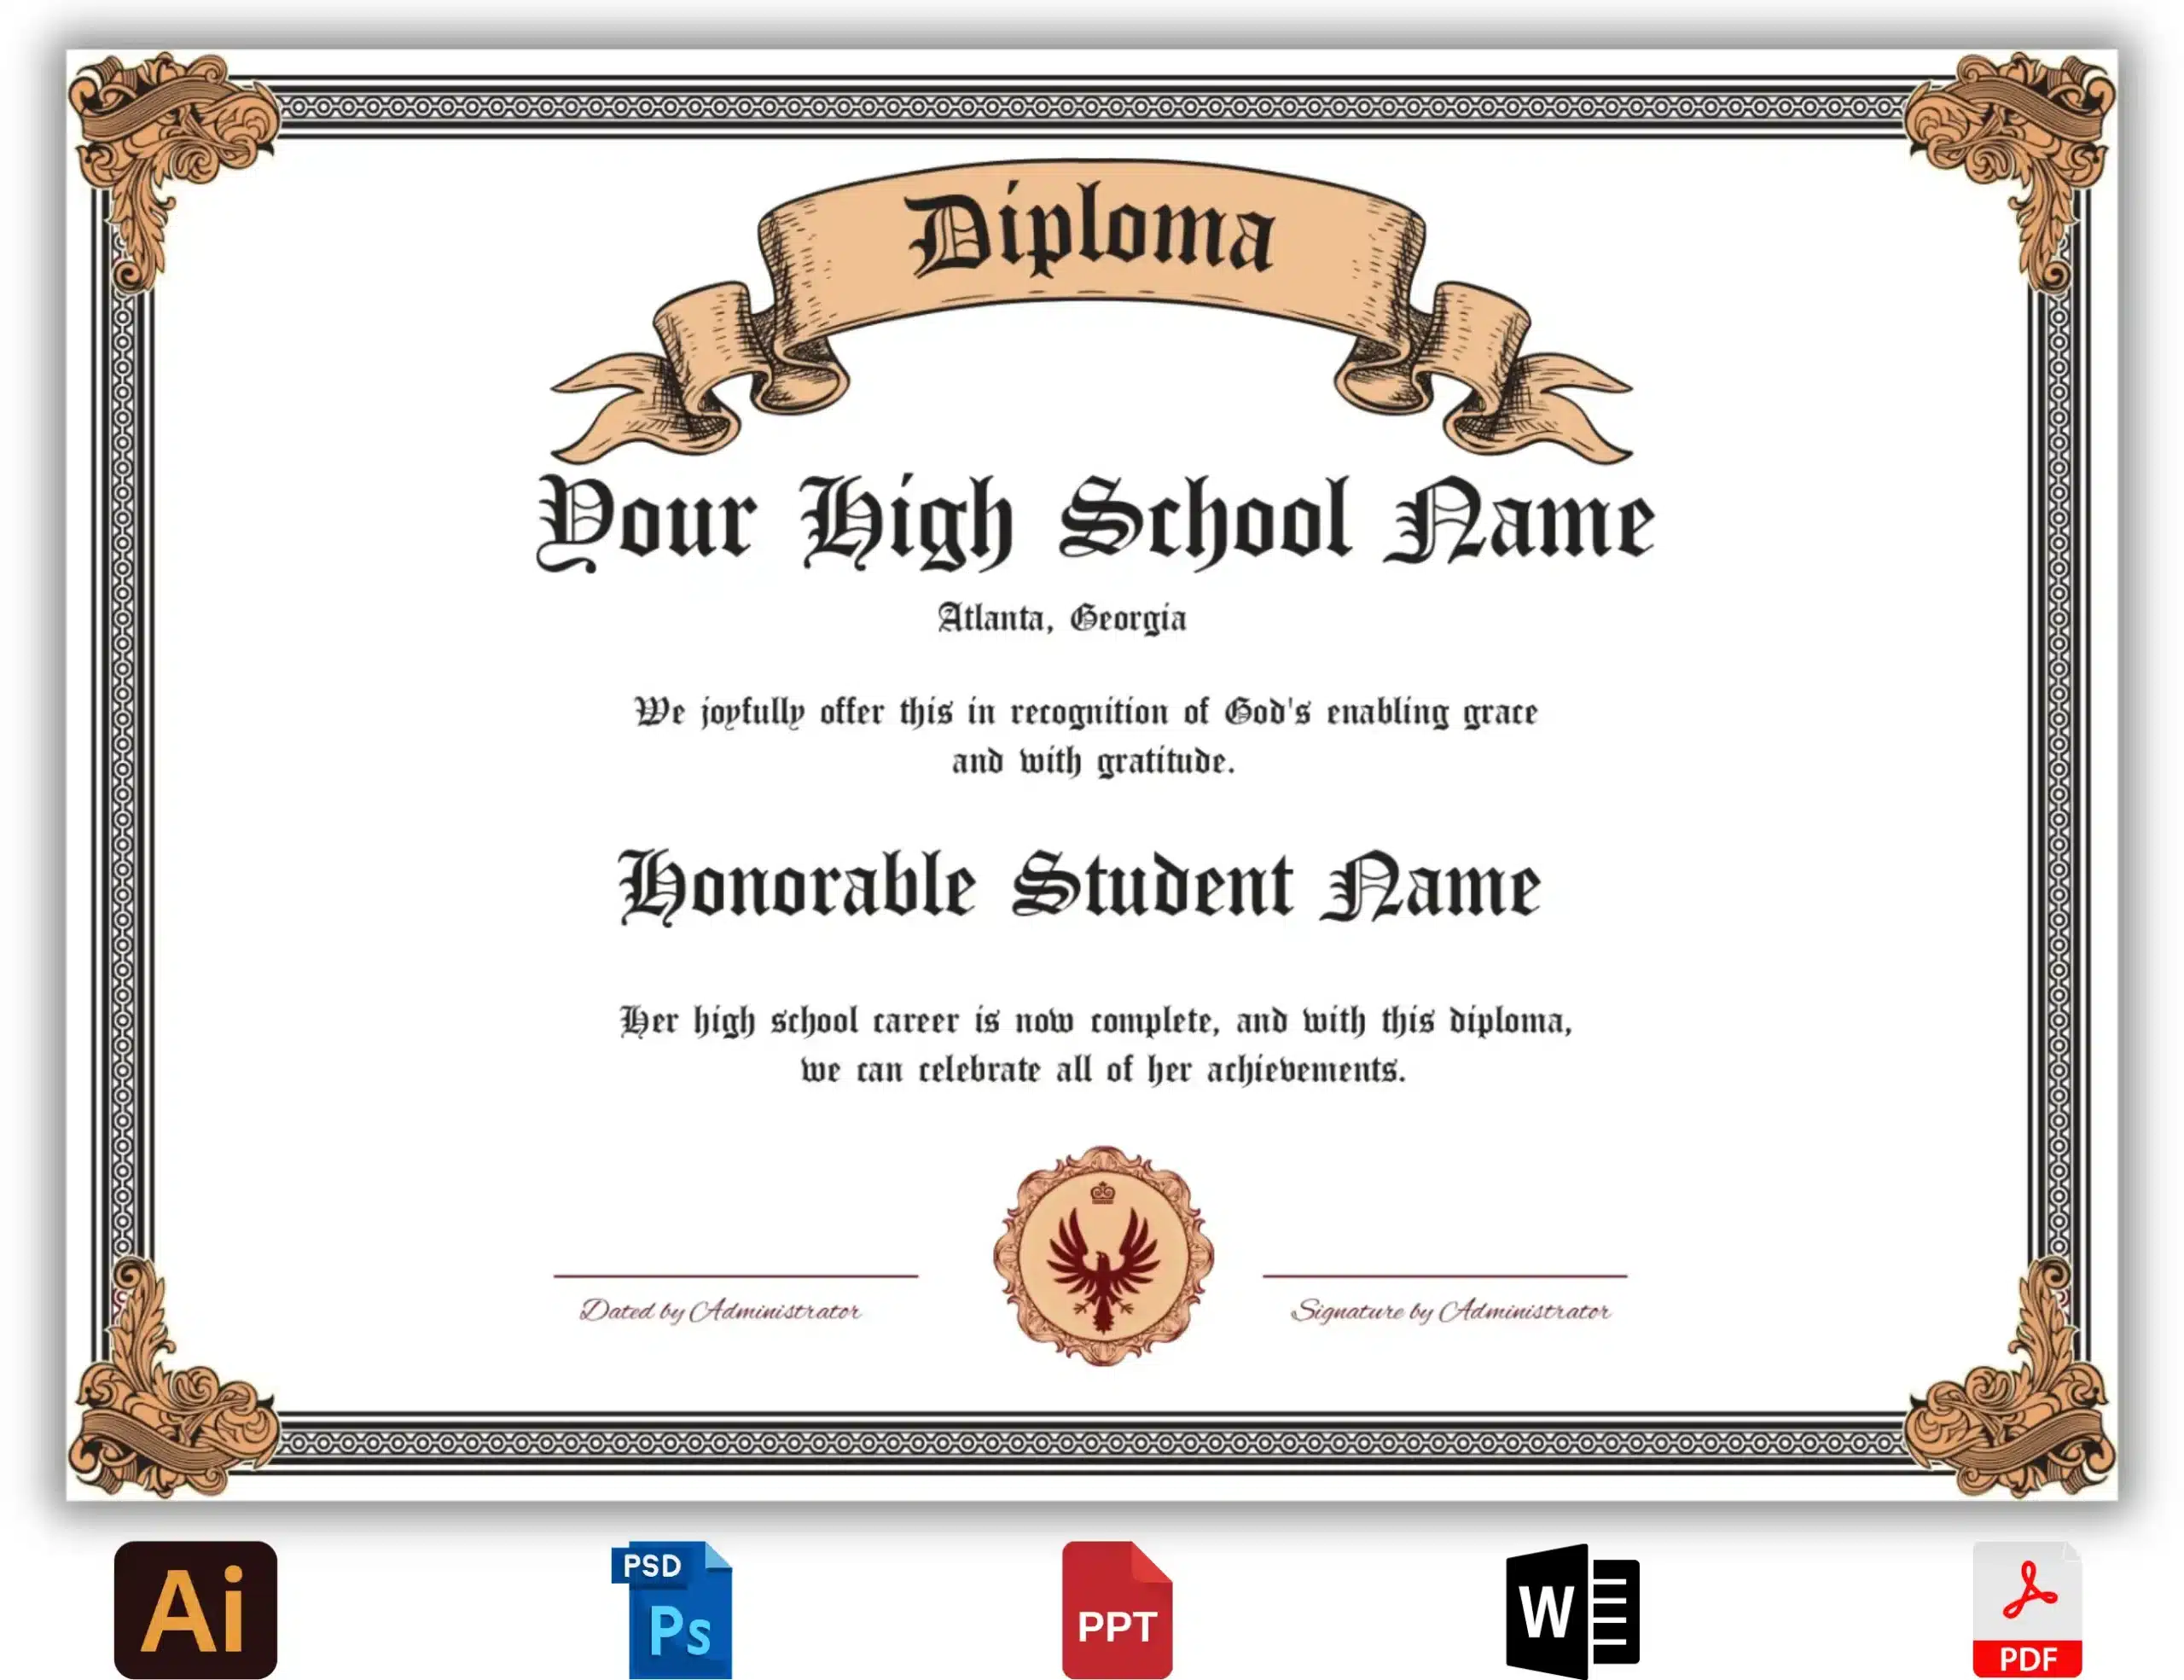 Diploma
Your High School Name
Atlanta, Georgia
We joyfully offer this in recognition of God's enabling grace
and with gratitude.
Honorable Student Name
Her high school career is now complete, and with this diploma,
we can celebrate all of her achievements.
Dated by Administrator
Signature by Administrator
Ai
PSD
Ps
PPT
W
PDF